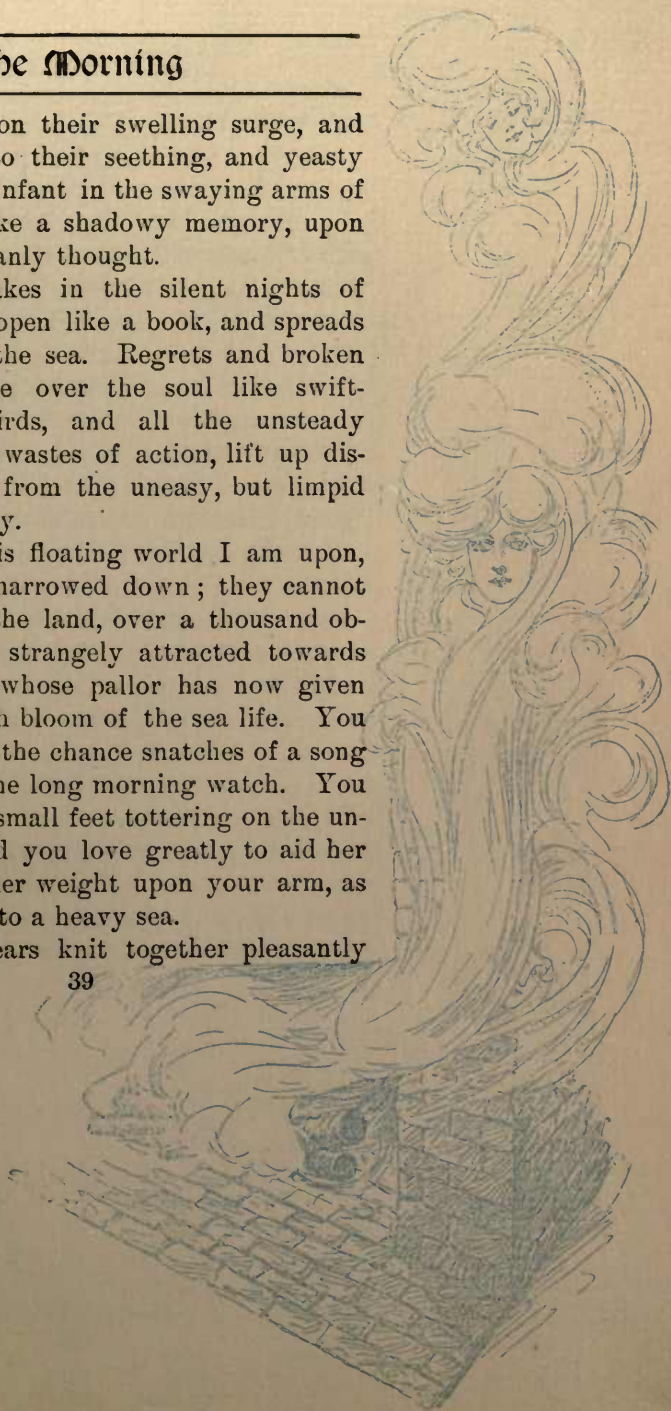 he Morning
on their swelling surge, and
o their seething, and yeasty
nfant in the swaying arms of
ke a shadowy memory, upon
anly thought.
akes in the silent nights of
open like a book, and spreads
the sea. Regrets and broken
e over the soul like swift-
irds, and all the unsteady
wastes of action, lift up dis-
from the uneasy, but limpid
y.
is floating world I am upon,
narrowed down; they cannot
he land, over a thousand ob-
strangely attracted towards
whose pallor has now given
n bloom of the sea life. You
the chance snatches of a song
ne long morning watch. You
small feet tottering on the un-
d you love greatly to aid her
er weight upon your arm, as
to a heavy sea.
ears knit together pleasantly
39